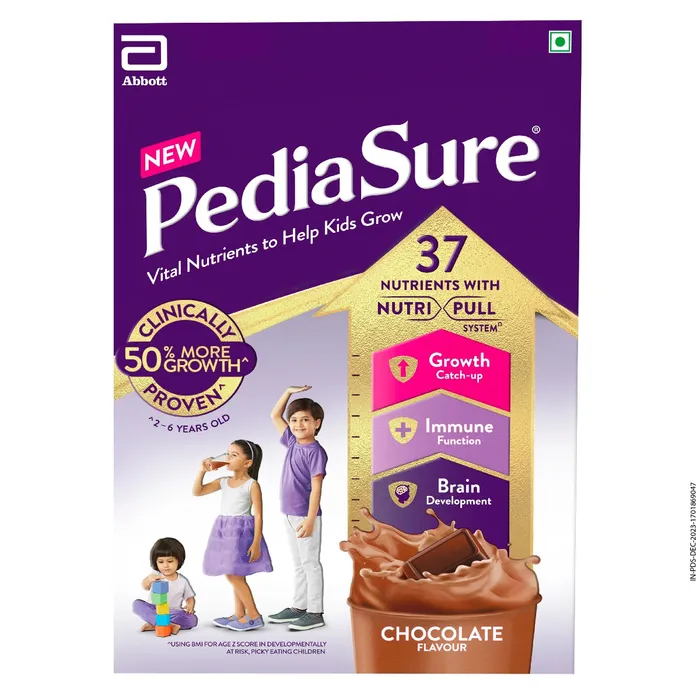 Abbott
NEW
PediaSure®
Vital Nutrients to Help Kids Grow
37
NUTRIENTS WITH
NUTRI PULL
SYSTEM
CLINICALLY
50% MORE
GROWTH^
PROVEN^
^2-6 YEARS OLD
Growth
Catch-up
Immune
Function
Brain
Development
CHOCOLATE
FLAVOUR
^USING BMI FOR AGE Z SCORE IN DEVELOPMENTALLY
AT RISK, PICKY EATING CHILDREN
IN-PDS-DEC-2023-1701869047